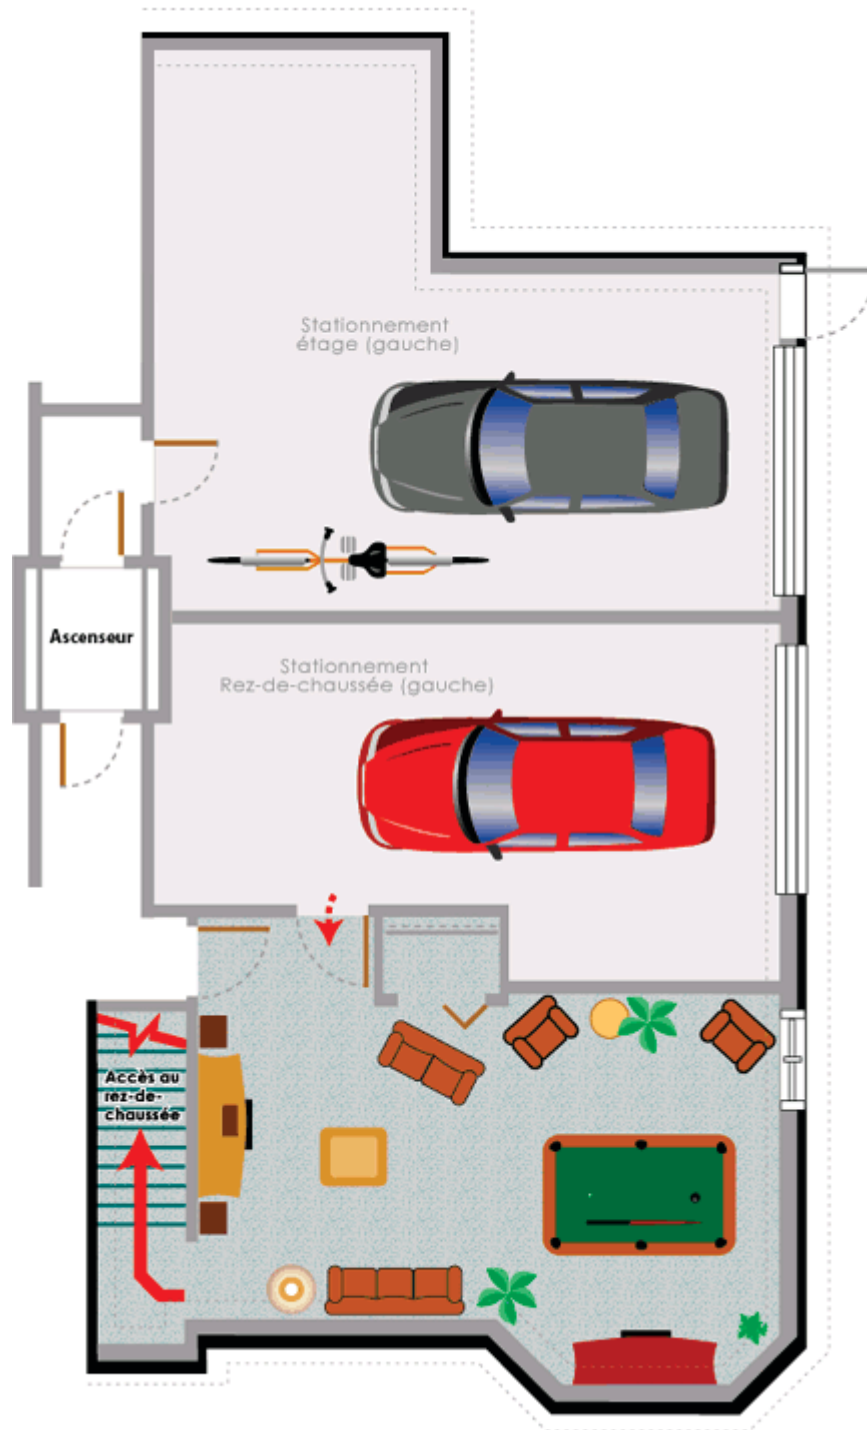 Stationnement
étage (gauche)
Ascenseur
Stationnement
Rez-de-chaussée (gauche)
Accès au
rez-de-
chaussée